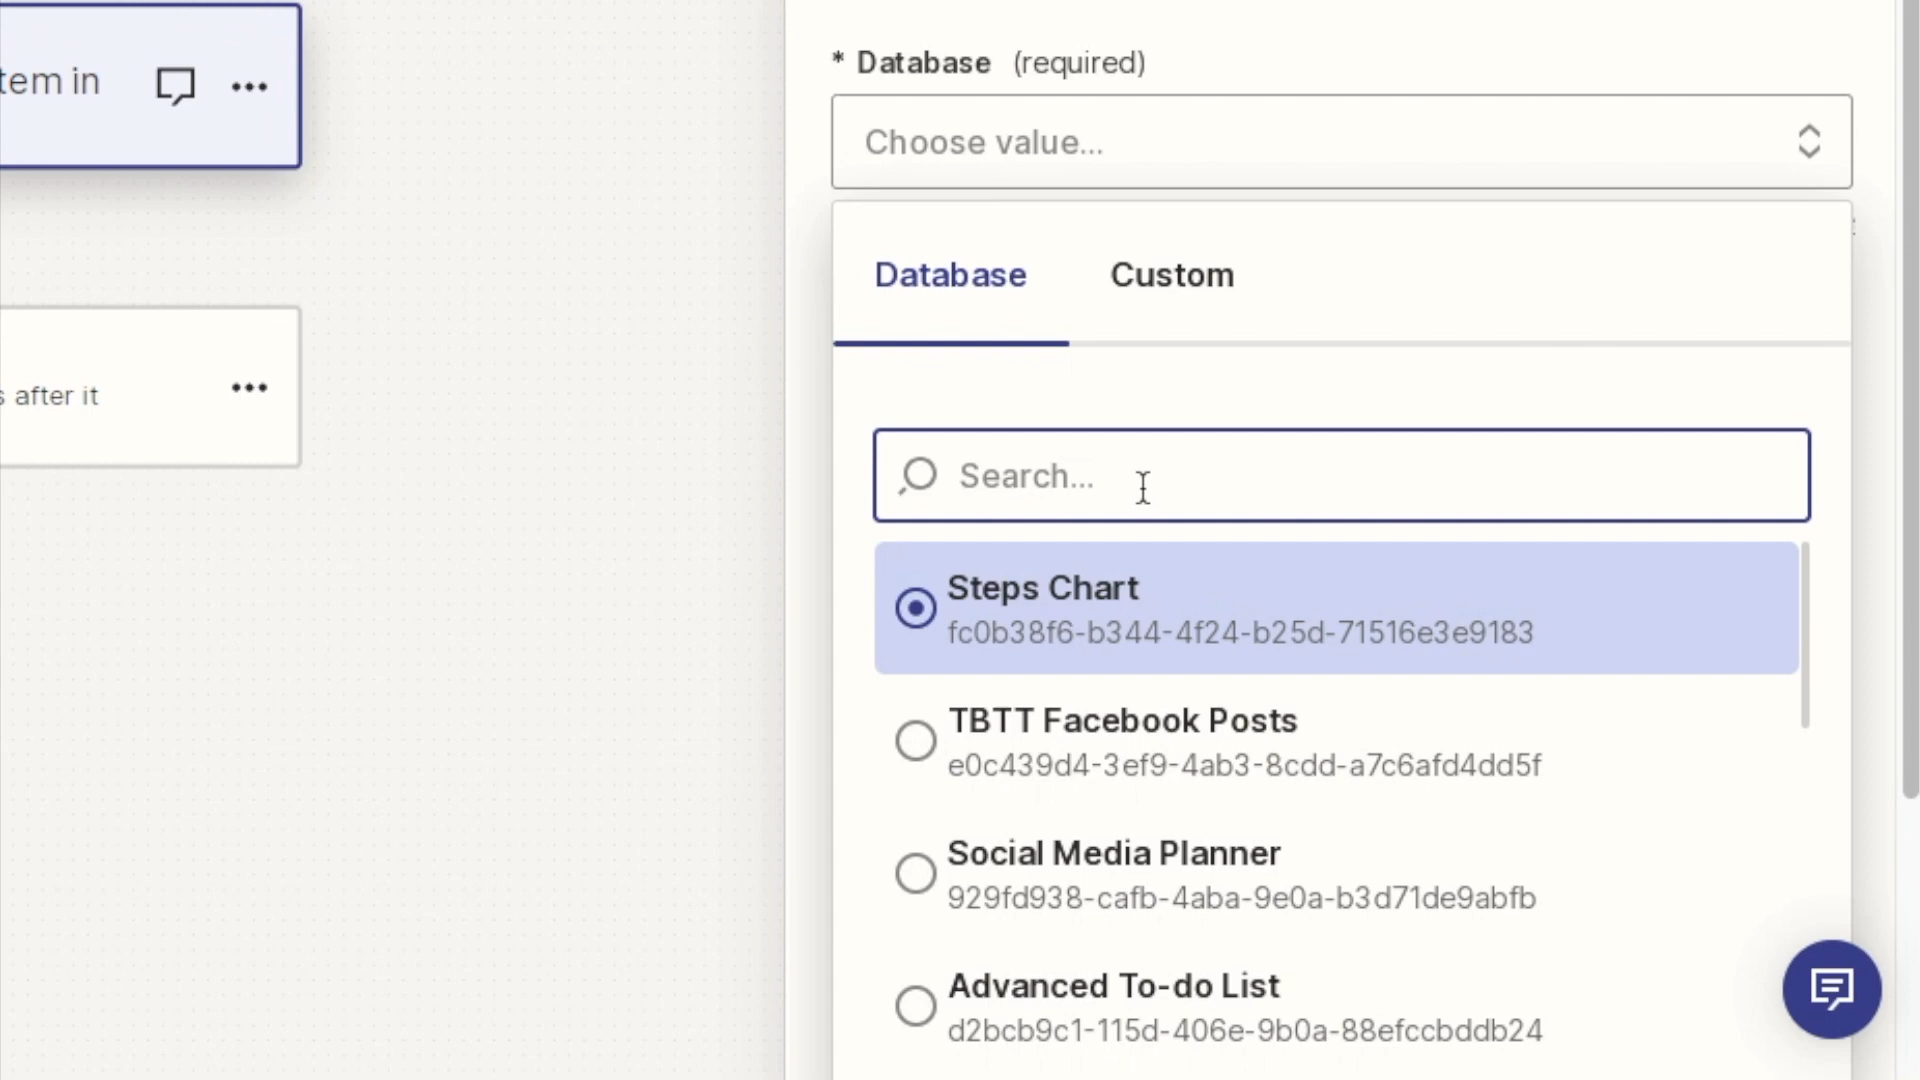 tem in
s after it
* Database (required)
Choose value...
Database Custom
Search...
Steps Chart
fc0b38f6-b344-4f24-b25d-71516e3e9183
TBTT Facebook Posts
e0c439d4-3ef9-4ab3-8cdd-a7c6afd4dd5f
Social Media Planner
929fd938-cafb-4aba-9e0a-b3d71de9abfb
Advanced To-do List
d2bcb9c1-115d-406e-9b0a-88efccbddb24